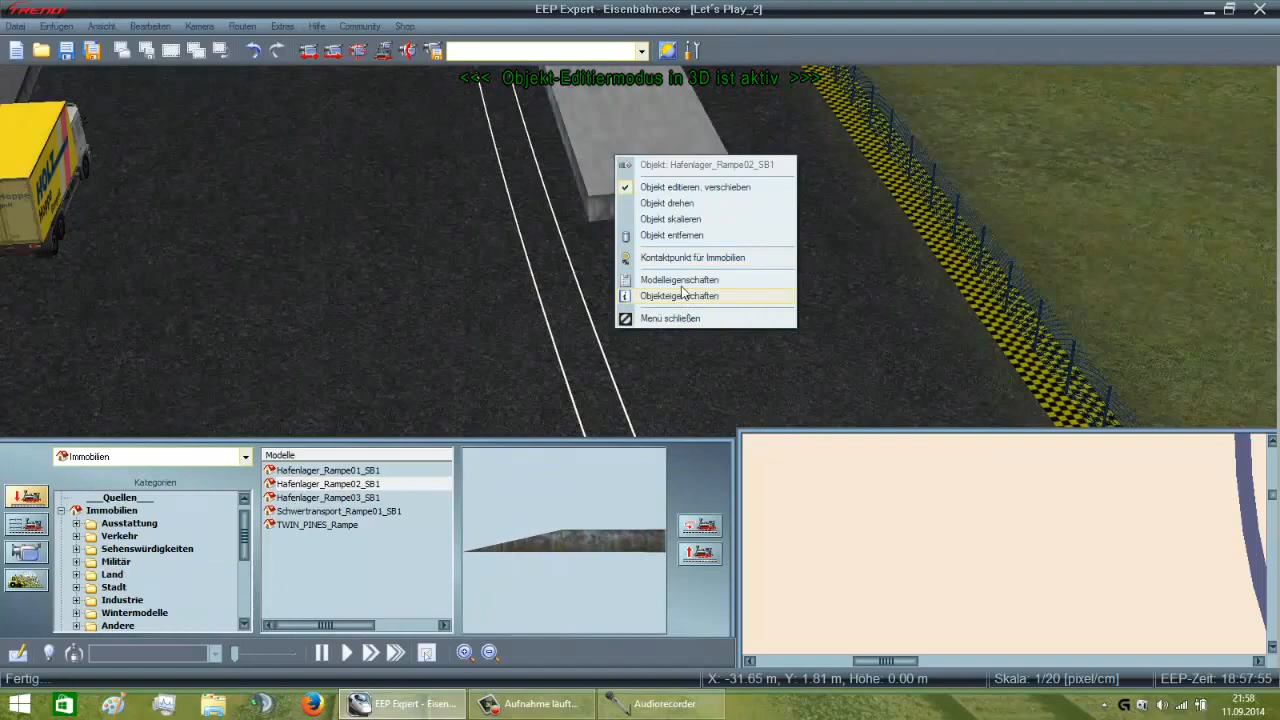 TREND
EEP Expert - Eisenbahn.exe - [Let´s Play_2]
Datei Einfügen Ansicht Bearbeiten Kamera Routen Extras Hilfe Community Shop
<<< Objekt-Editiermodus in 3D ist aktiv >>>
HOLT
Hoppe
Objekt: Hafenlager_Rampe02_SB1
Objekt editieren, verschieben
Objekt drehen
Objekt skalieren
Objekt entfernen
Kontaktpunkt für Immobilien
Modelleigenschaften
Objekteigenschaften
Menü schließen
Immobilien
Kategorien
___Quellen___
Immobilien
Ausstattung
Verkehr
Sehenswürdigkeiten
Militär
Land
Stadt
Industrie
Wintermodelle
Andere
Modelle
Hafenlager_Rampe01_SB1
Hafenlager_Rampe02_SB1
Hafenlager_Rampe03_SB1
Schwertransport_Rampe01_SB1
TWIN_PINES_Rampe
Fertig...
X: -31.65 m, Y: 1.81 m, Höhe: 0.00 m
Skala: 1/20 [pixel/cm]
EEP-Zeit: 18:57:55
EEP Expert - Eisen...
Aufnahme läuft...
Audiorecorder
21:58
11.09.2014